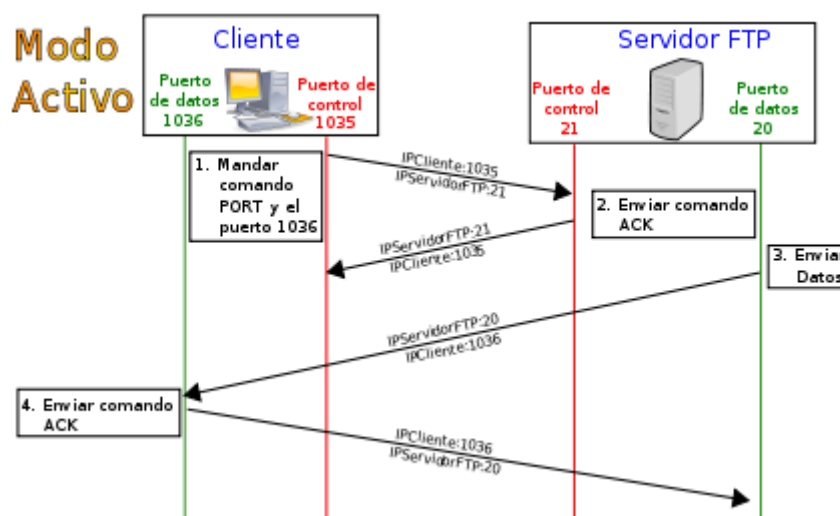 Modo
Activo
Cliente
Puerto
de datos
1036
Puerto de
control
1035
Servidor FTP
Puerto de
control
21
Puerto
de datos
20
1. Mandar
comando
PORT y el
puerto 1036
IPCliente:1035
IPServidorFTP:21
2. Enviar comando
ACK
IPServidorFTP:21
IPCliente:1035
3. Enviar
Datos
IPServidorFTP:20
IPCliente:1036
4. Enviar comando
ACK
IPCliente:1036
IPServidorFTP:20